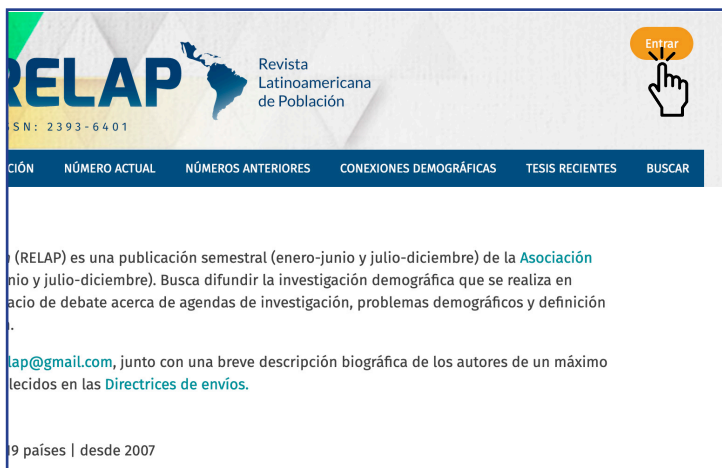 Entrar
RELAP
Revista
Latinoamericana
de Población
SSN: 2393-6401
CIÓN NÚMERO ACTUAL NÚMEROS ANTERIORES CONEXIONES DEMOGRÁFICAS TESIS RECIENTES BUSCAR
(RELAP) es una publicación semestral (enero-junio y julio-diciembre) de la Asociación
nio y julio-diciembre). Busca difundir la investigación demográfica que se realiza en
acio de debate acerca de agendas de investigación, problemas demográficos y definición
lap@gmail.com, junto con una breve descripción biográfica de los autores de un máximo
lecidos en las Directrices de envíos.
19 países | desde 2007